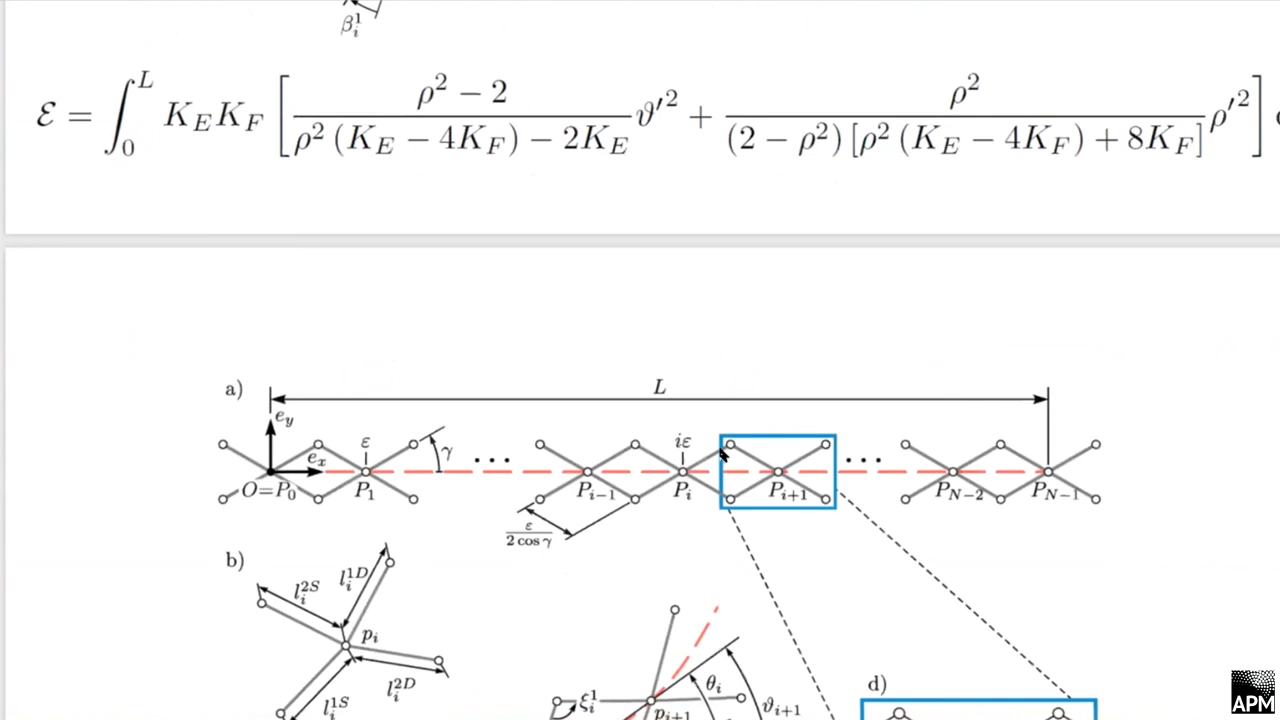 β_i^1
ℰ = ∫_0^L K_E K_F [ (ρ² − 2) / (ρ² (K_E − 4K_F) − 2K_E) ϑ′² + ρ² / ((2 − ρ²) [ρ² (K_E − 4K_F) + 8K_F]) ρ′² ]
a) L
e_y ε γ iε
e_x ... ...
O=P_0 P_1 P_{i−1} P_i P_{i+1} P_{N−2} P_{N−1}
ε / (2 cos γ)
b) l_i^{2S} l_i^{1D}
p_i
l_i^{1S} l_i^{2D}
θ_i
ξ_i^1 ϑ_{i+1}
p_{i+1}
d)
APM